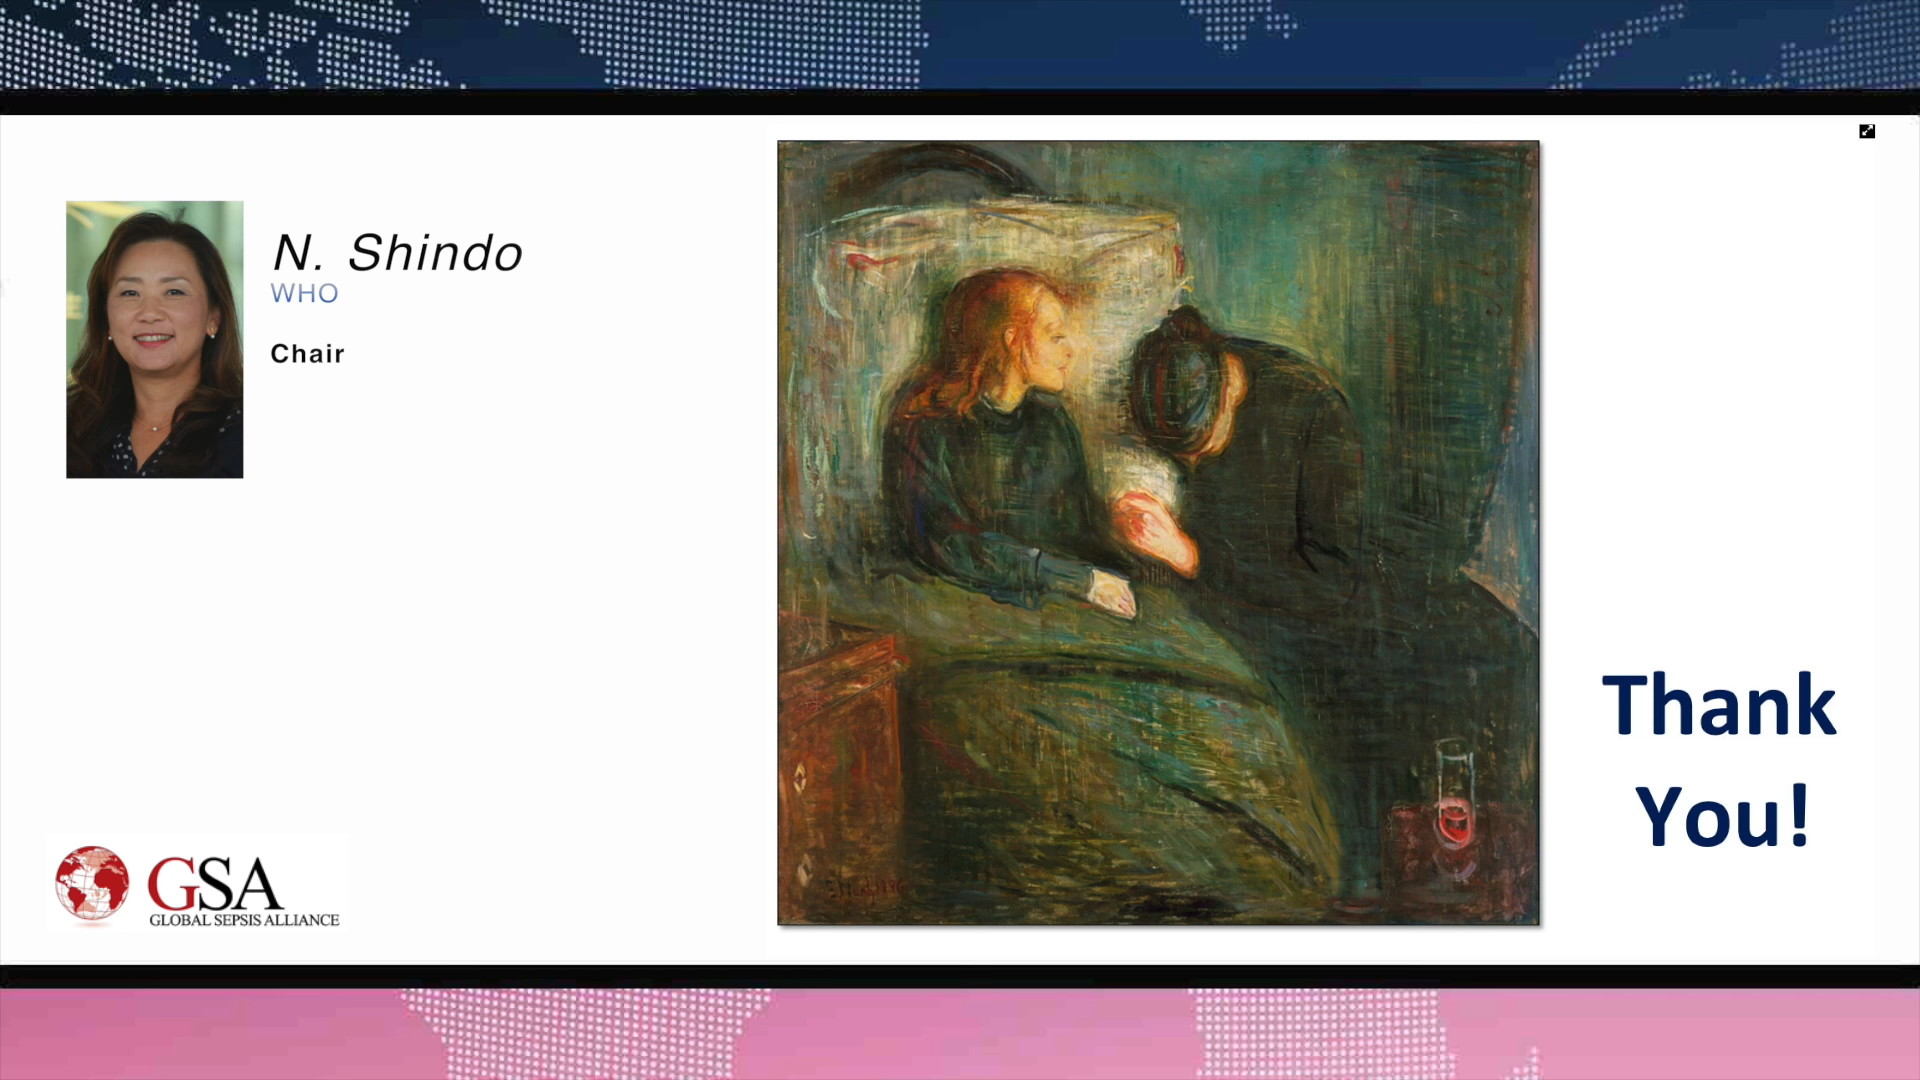 N. Shindo
WHO
Chair
Thank
You!
GSA
GLOBAL SEPSIS ALLIANCE